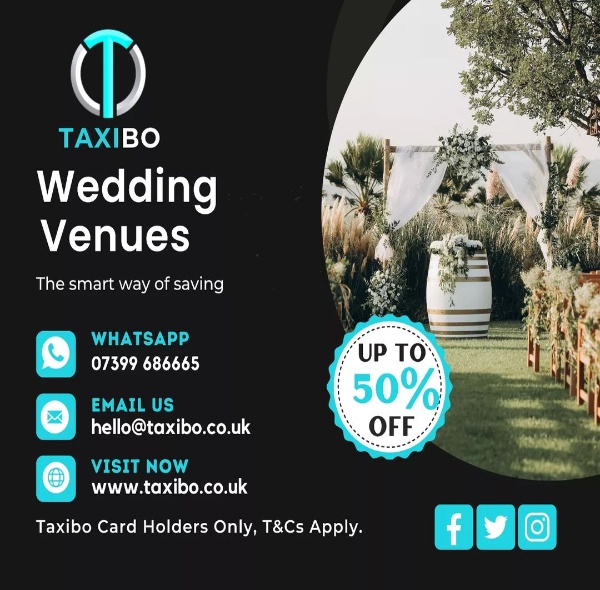 TAXIBO
Wedding
Venues
The smart way of saving
WHATSAPP
07399 686665
EMAIL US
hello@taxibo.co.uk
VISIT NOW
www.taxibo.co.uk
UP TO
50%
OFF
Taxibo Card Holders Only, T&Cs Apply.